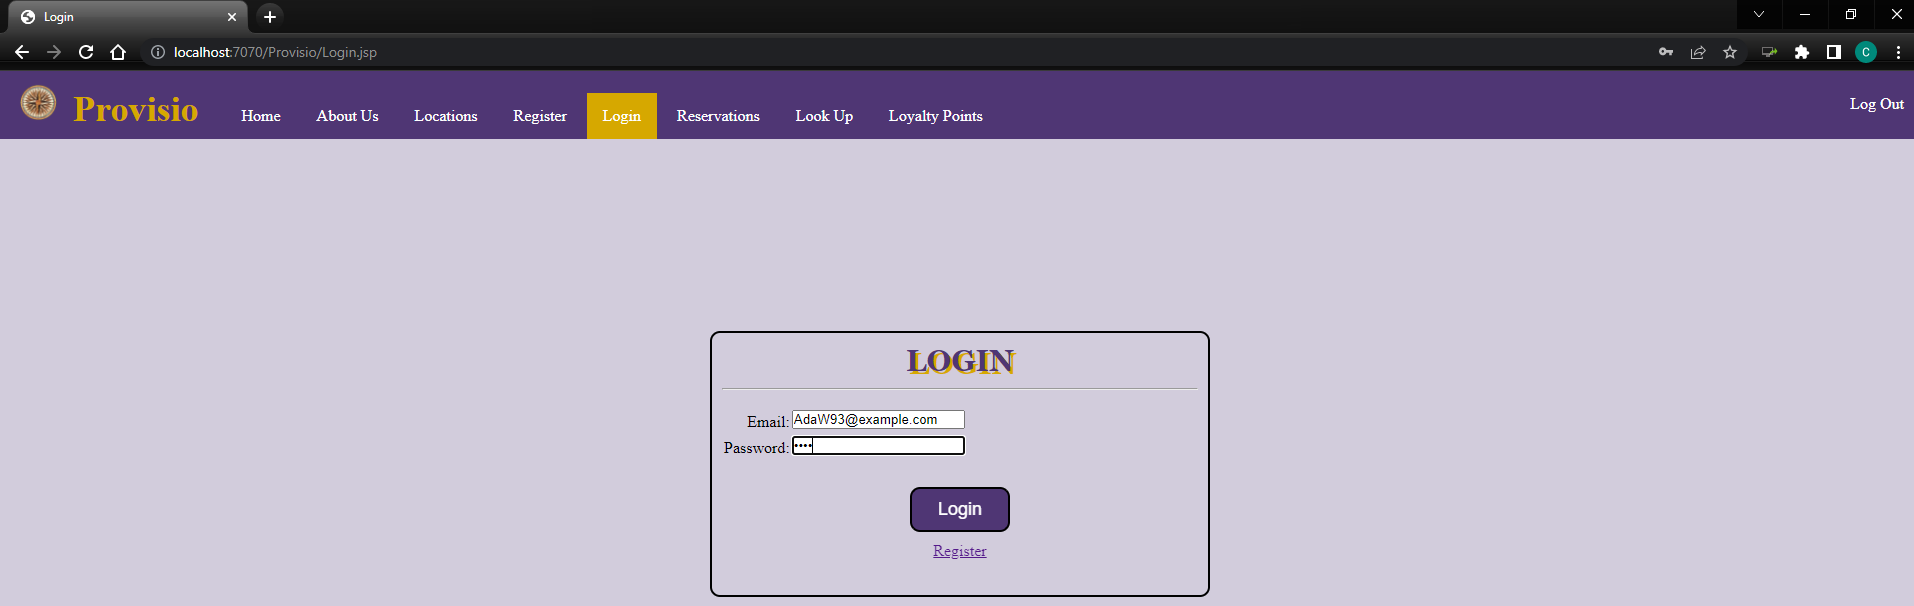 Login
localhost:7070/Provisio/Login.jsp
C
Provisio Home About Us Locations Register Login Reservations Look Up Loyalty Points Log Out
LOGIN
Email: AdaW93@example.com
Password: ••••
Login
Register